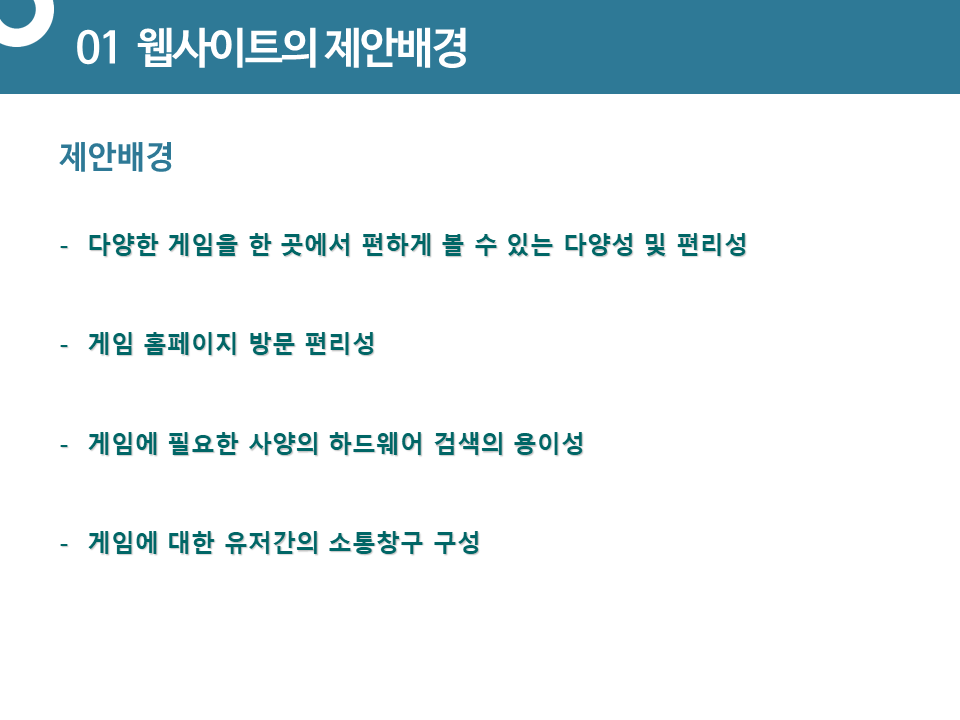 01 웹사이트의 제안배경
제안배경
- 다양한 게임을 한 곳에서 편하게 볼 수 있는 다양성 및 편리성
- 게임 홈페이지 방문 편리성
- 게임에 필요한 사양의 하드웨어 검색의 용이성
- 게임에 대한 유저간의 소통창구 구성